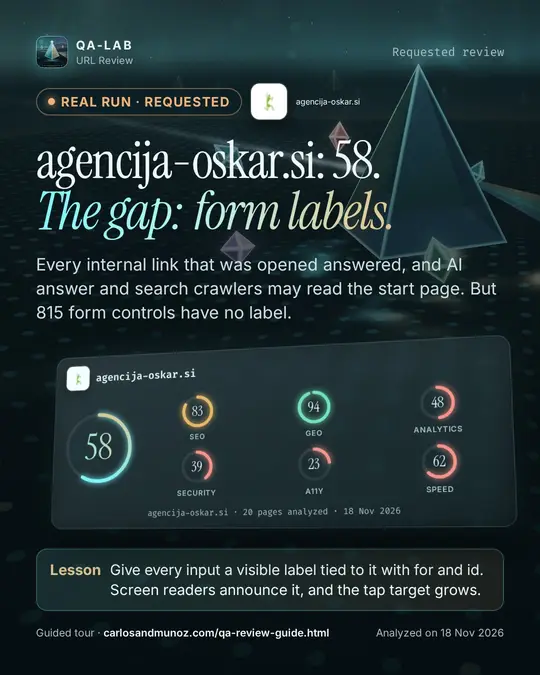 QA-LAB
URL Review
Requested review
REAL RUN · REQUESTED
agencija-oskar.si
agencija-oskar.si: 58.
The gap: form labels.
Every internal link that was opened answered, and AI
answer and search crawlers may read the start page. But
815 form controls have no label.
agencija-oskar.si
58
83
SEO
94
GEO
48
ANALYTICS
39
SECURITY
23
A11Y
62
SPEED
agencija-oskar.si · 20 pages analyzed · 18 Nov 2026
Lesson Give every input a visible label tied to it with for and id.
Screen readers announce it, and the tap target grows.
Guided tour · carlosandmunoz.com/qa-review-guide.html
Analyzed on 18 Nov 2026